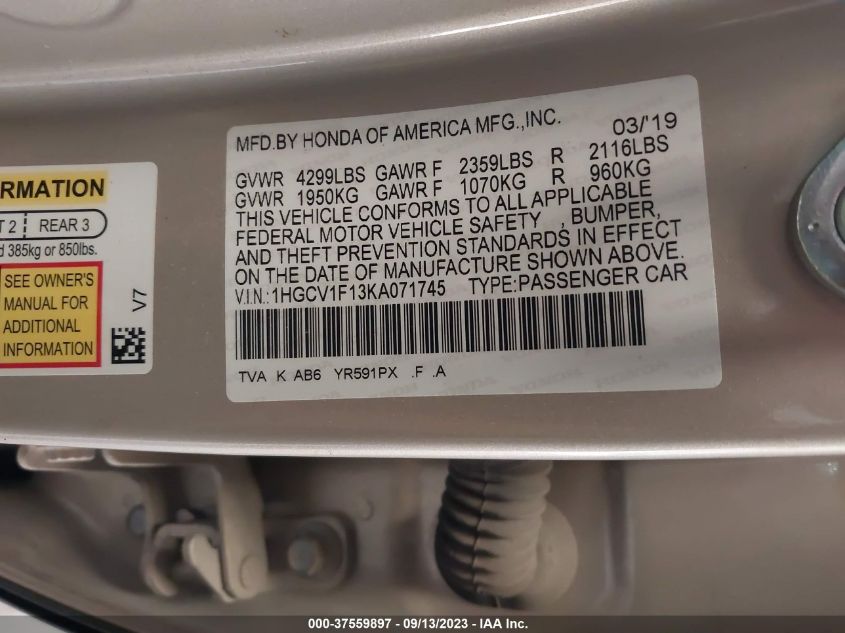 MFD.BY HONDA OF AMERICA MFG.,INC. 03/'19
GVWR 4299LBS GAWR F 2359LBS R 2116LBS
GVWR 1950KG GAWR F 1070KG R 960KG
THIS VEHICLE CONFORMS TO ALL APPLICABLE
FEDERAL MOTOR VEHICLE SAFETY , BUMPER,
AND THEFT PREVENTION STANDARDS IN EFFECT
ON THE DATE OF MANUFACTURE SHOWN ABOVE.
V.I.N.:1HGCV1F13KA071745 TYPE:PASSENGER CAR
TVA K AB6 YR591PX .F .A
2 REAR 3
385kg or 850lbs.
SEE OWNER'S
MANUAL FOR
ADDITIONAL
INFORMATION
V7
000-37559897 - 09/13/2023 - IAA Inc.